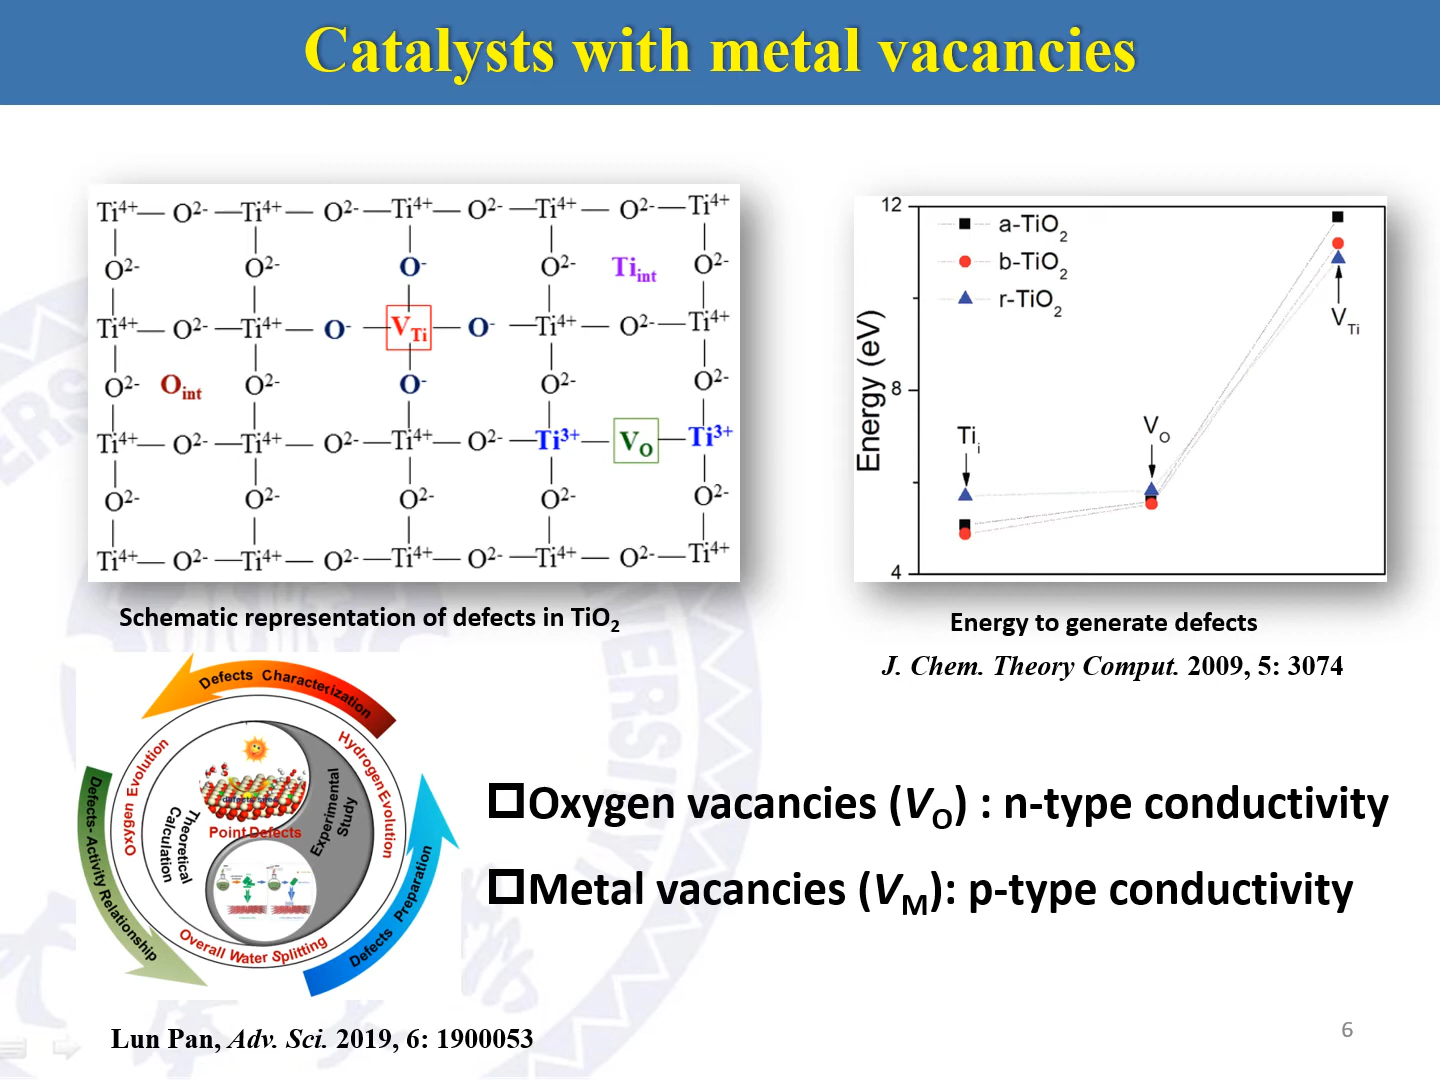 Catalysts with metal vacancies
Ti4+— O2- —Ti4+— O2- —Ti4+— O2- —Ti4+— O2-—Ti4+
O2- O2- O- O2- Tiint O2-
Ti4+— O2- —Ti4+— O- —VTi— O- —Ti4+— O2-—Ti4+
O2- Oint O2- O- O2- O2-
Ti4+— O2- —Ti4+— O2- —Ti4+— O2- —Ti3+— VO —Ti3+
O2- O2- O2- O2- O2-
Ti4+— O2- —Ti4+— O2- —Ti4+— O2- —Ti4+— O2-—Ti4+
Schematic representation of defects in TiO2
12
8
4
Energy (eV)
a-TiO2
b-TiO2
r-TiO2
Tii
VO
VTi
Energy to generate defects
J. Chem. Theory Comput. 2009, 5: 3074
Defects Characterization
Oxygen Evolution
Hydrogen Evolution
Overall Water Splitting
Defects- Activity Relationship
Defects Preparation
Theoretical
Calculation
Experimental
Study
Point Defects
❑Oxygen vacancies (VO) : n-type conductivity
❑Metal vacancies (VM): p-type conductivity
Lun Pan, Adv. Sci. 2019, 6: 1900053
6